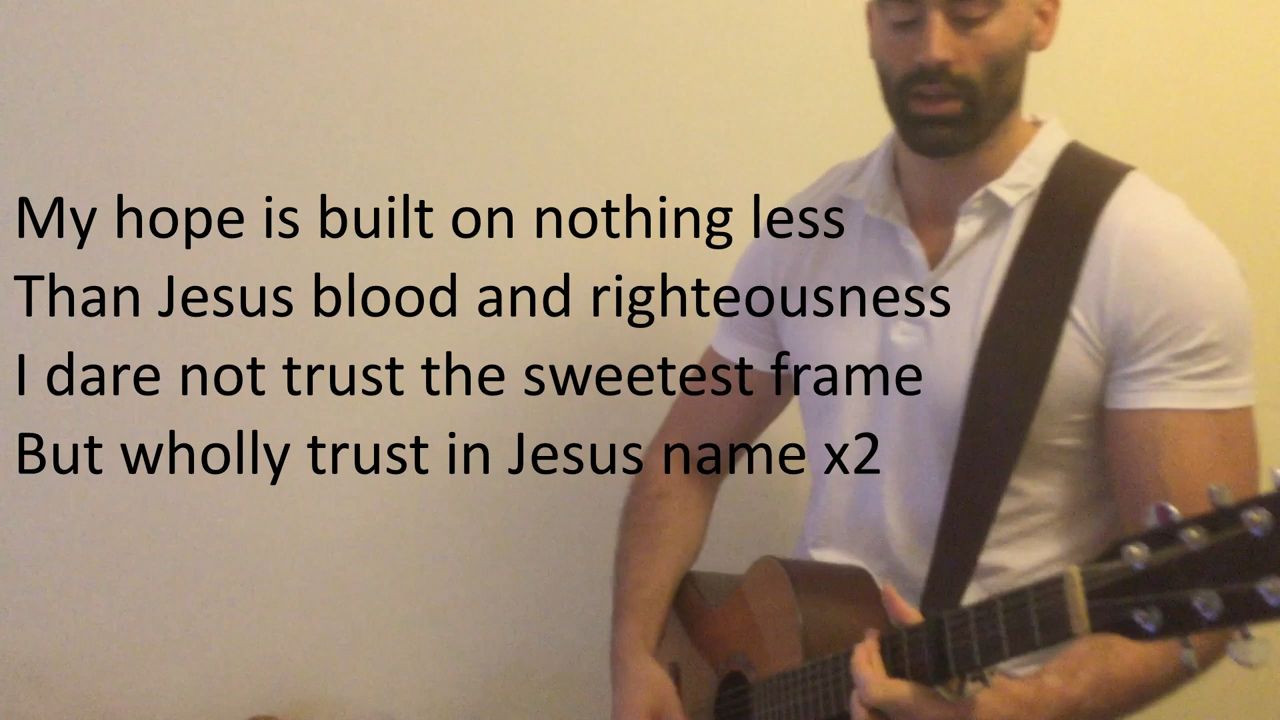 My hope is built on nothing less
Than Jesus blood and righteousness
I dare not trust the sweetest frame
But wholly trust in Jesus name x2